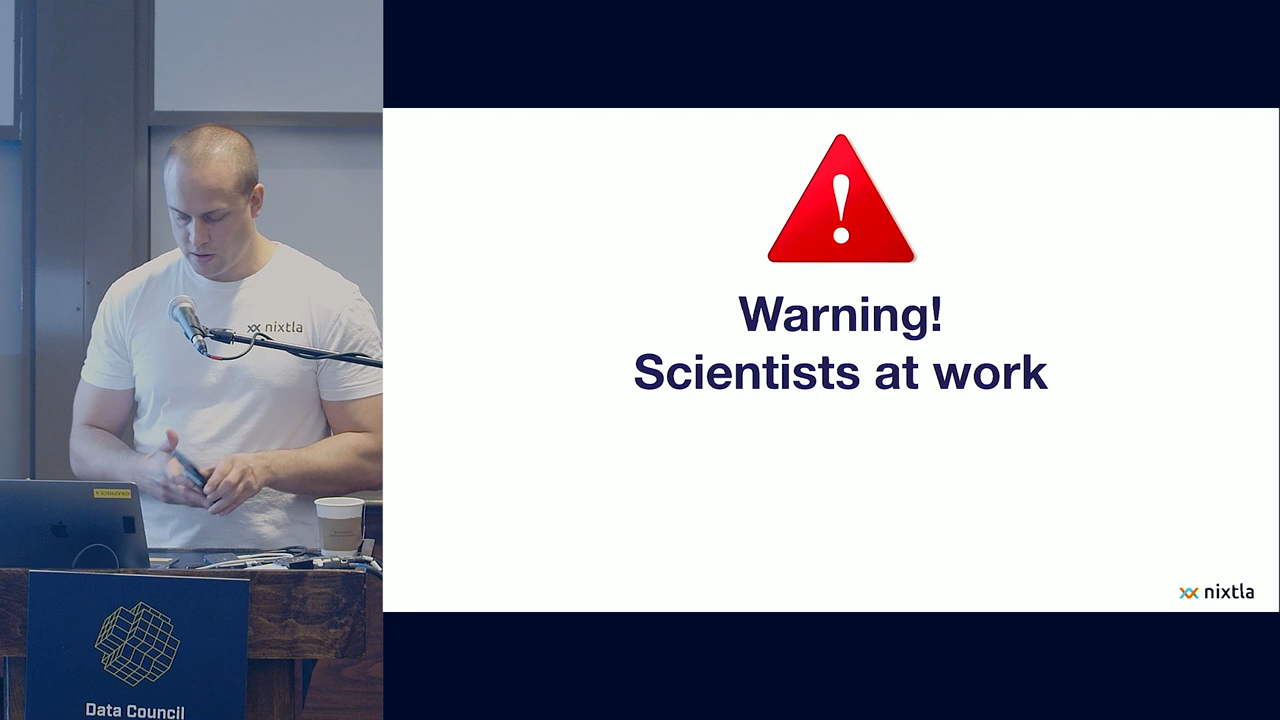 nixtla
Data Council
Warning!
Scientists at work
nixtla